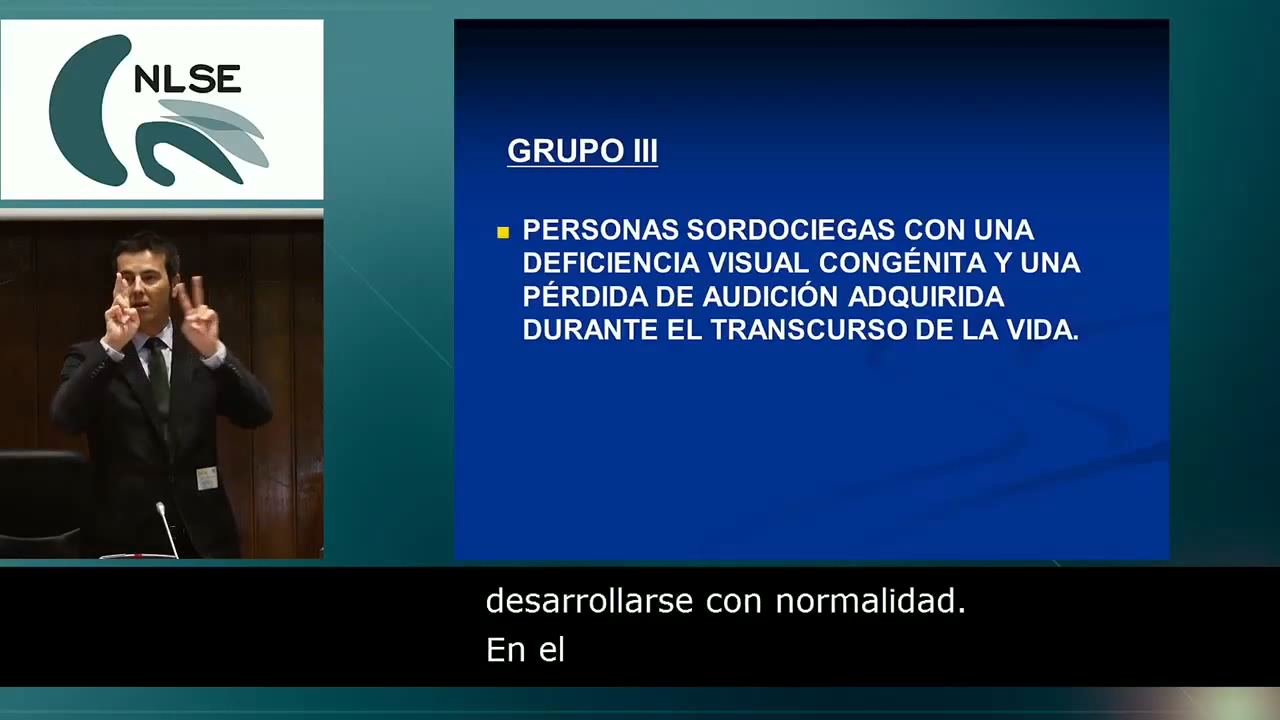 NLSE
GRUPO III
PERSONAS SORDOCIEGAS CON UNA
DEFICIENCIA VISUAL CONGÉNITA Y UNA
PÉRDIDA DE AUDICIÓN ADQUIRIDA
DURANTE EL TRANSCURSO DE LA VIDA.
desarrollarse con normalidad.
En el